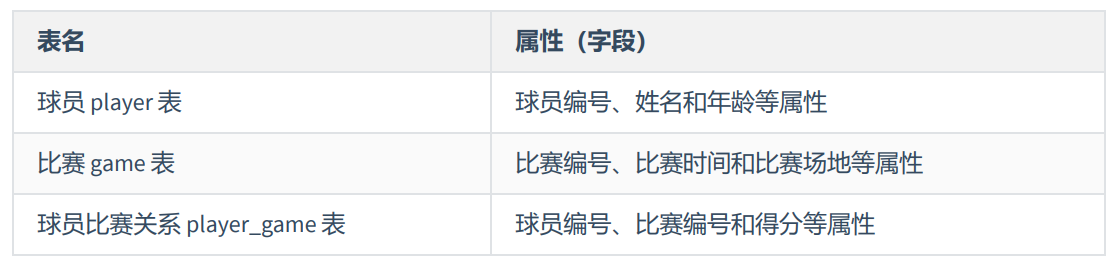 表名 属性（字段）
球员 player 表 球员编号、姓名和年龄等属性
比赛 game 表 比赛编号、比赛时间和比赛场地等属性
球员比赛关系 player_game 表 球员编号、比赛编号和得分等属性